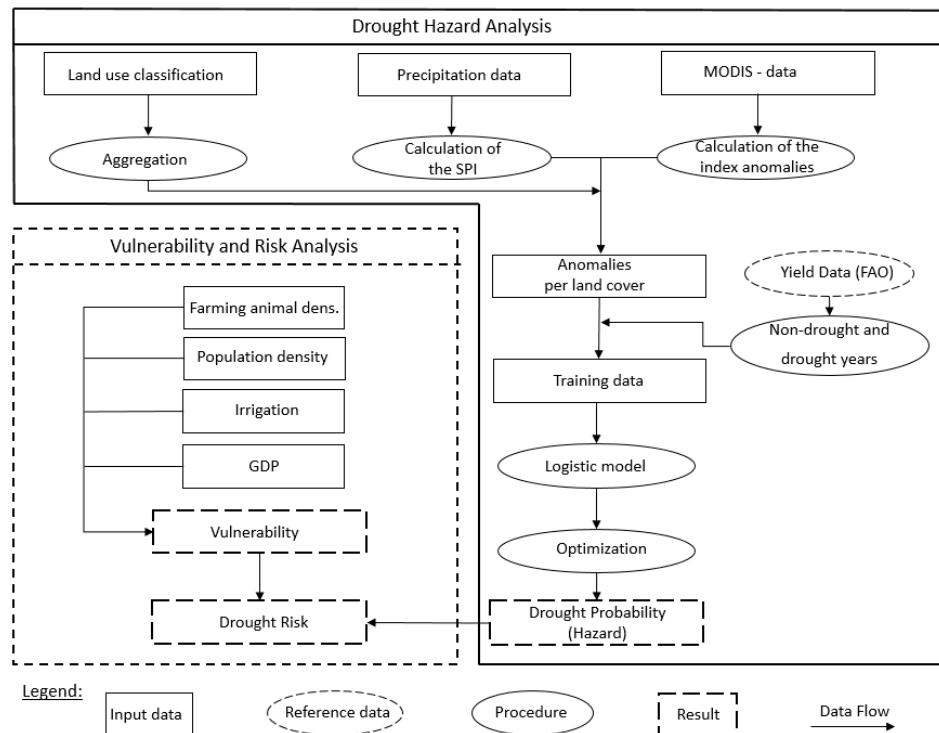 Drought Hazard Analysis
Land use classification
Precipitation data
MODIS - data
Aggregation
Calculation of
the SPI
Calculation of the
index anomalies
Vulnerability and Risk Analysis
Anomalies
per land cover
Yield Data (FAO)
Farming animal dens.
Non-drought and
drought years
Population density
Training data
Irrigation
GDP
Logistic model
Vulnerability
Optimization
Drought Risk
Drought Probability
(Hazard)
Legend:
Input data
Reference data
Procedure
Result
Data Flow